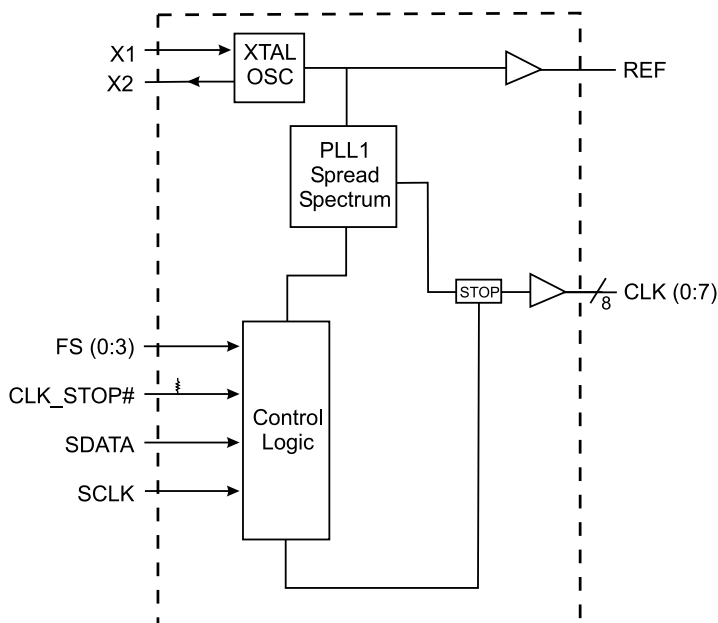 X1
X2
XTAL
OSC
REF
PLL1
Spread
Spectrum
STOP
8
CLK (0:7)
FS (0:3)
CLK_STOP#
SDATA
SCLK
Control
Logic